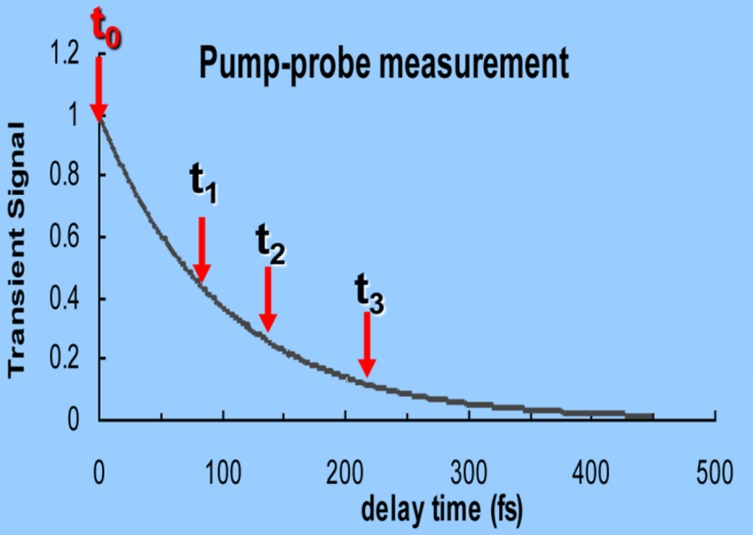 t0
1.2
Pump-probe measurement
1
t1
0.8
t2
0.6
t3
0.4
0.2
0
Transient Signal
0 100 200 300 400 500
delay time (fs)